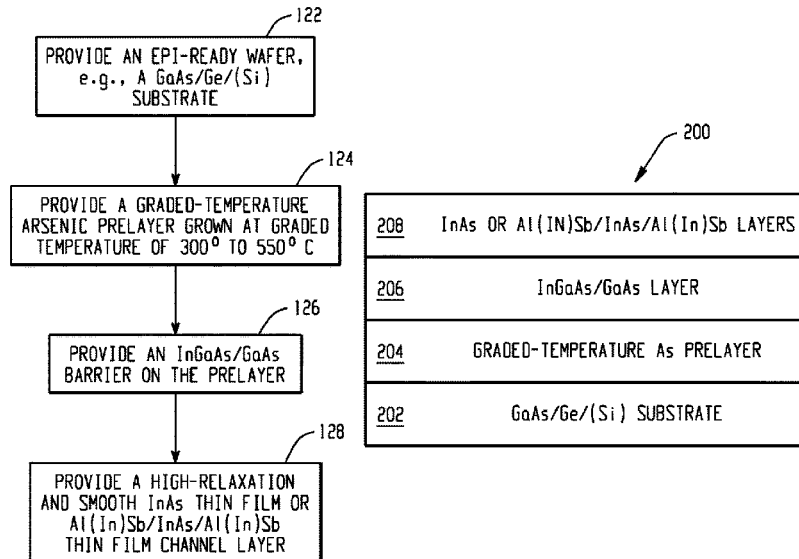 122
PROVIDE AN EPI-READY WAFER,
e.g., A GaAs/Ge/(Si)
SUBSTRATE
124
PROVIDE A GRADED-TEMPERATURE
ARSENIC PRELAYER GROWN AT GRADED
TEMPERATURE OF 300° TO 550° C
126
PROVIDE AN InGaAs/GaAs
BARRIER ON THE PRELAYER
128
PROVIDE A HIGH-RELAXATION
AND SMOOTH InAs THIN FILM OR
Al(In)Sb/InAs/Al(In)Sb
THIN FILM CHANNEL LAYER
200
208 InAs OR Al(IN)Sb/InAs/Al(In)Sb LAYERS
206 InGaAs/GaAs LAYER
204 GRADED-TEMPERATURE As PRELAYER
202 GaAs/Ge/(Si) SUBSTRATE